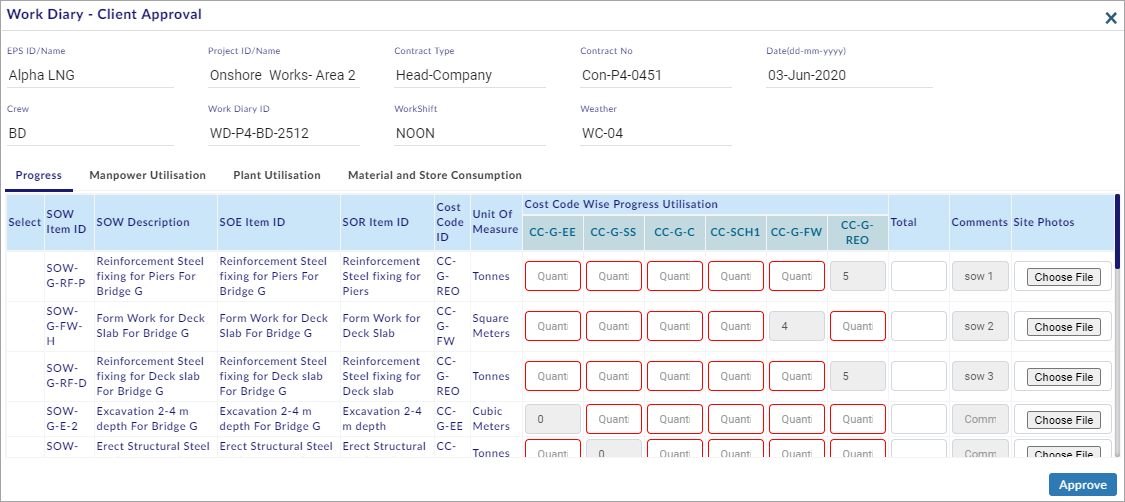 Work Diary - Client Approval
EPS ID/Name
Project ID/Name
Contract Type
Contract No
Date(dd-mm-yyyy)
Alpha LNG
Onshore Works- Area 2
Head-Company
Con-P4-0451
03-Jun-2020
Crew
Work Diary ID
WorkShift
Weather
BD
WD-P4-BD-2512
NOON
WC-04
Progress
Manpower Utilisation
Plant Utilisation
Material and Store Consumption
Select
SOW
Item ID
SOW Description
SOE Item ID
SOR Item ID
Cost
Code
ID
Unit Of
Measure
Cost Code Wise Progress Utilisation
CC-G-EE
CC-G-SS
CC-G-C
CC-SCH1
CC-G-FW
CC-G-
REO
Total
Comments
Site Photos
SOW-
G-RF-P
Reinforcement Steel
fixing for Piers For
Bridge G
Reinforcement Steel
fixing for Piers For
Bridge G
Reinforcement
Steel fixing for
Piers
CC-
G-
REO
Tonnes
Quanti
Quanti
Quanti
Quanti
Quanti
5
sow 1
Choose File
SOW-
G-FW-
H
Form Work for Deck
Slab For Bridge G
Form Work for Deck
Slab For Bridge G
Form Work for
Deck Slab
CC-
G-
FW
Square
Meters
Quanti
Quanti
Quanti
Quanti
4
Quanti
sow 2
Choose File
SOW-
G-RF-D
Reinforcement Steel
fixing for Deck slab
For Bridge G
Reinforcement Steel
fixing for Deck slab
For Bridge G
Reinforcement
Steel fixing for
Deck slab
CC-
G-
REO
Tonnes
Quanti
Quanti
Quanti
Quanti
Quanti
5
sow 3
Choose File
SOW-
G-E-2
Excavation 2-4 m
depth For Bridge G
Excavation 2-4 m
depth For Bridge G
Excavation 2-4
m depth
CC-
G-EE
Cubic
Meters
0
Quanti
Quanti
Quanti
Quanti
Quanti
Comm
Choose File
SOW-
Erect Structural Steel
Erect Structural Steel
Erect Structural
CC-
Tonnes
Quanti
0
Quanti
Quanti
Quanti
Quanti
Comm
Choose File
Approve